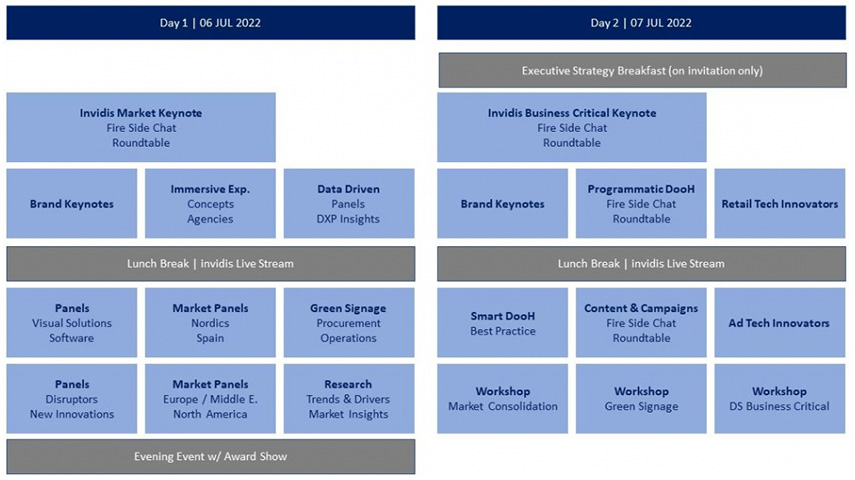 Day 1 | 06 JUL 2022
Invidis Market Keynote
Fire Side Chat
Roundtable
Brand Keynotes
Immersive Exp.
Concepts
Agencies
Data Driven
Panels
DXP Insights
Lunch Break | invidis Live Stream
Panels
Visual Solutions
Software
Market Panels
Nordics
Spain
Green Signage
Procurement
Operations
Panels
Disruptors
New Innovations
Market Panels
Europe / Middle E.
North America
Research
Trends & Drivers
Market Insights
Evening Event w/ Award Show
Day 2 | 07 JUL 2022
Executive Strategy Breakfast (on invitation only)
Invidis Business Critical Keynote
Fire Side Chat
Roundtable
Brand Keynotes
Programmatic DooH
Fire Side Chat
Roundtable
Retail Tech Innovators
Lunch Break | invidis Live Stream
Smart DooH
Best Practice
Content & Campaigns
Fire Side Chat
Roundtable
Ad Tech Innovators
Workshop
Market Consolidation
Workshop
Green Signage
Workshop
DS Business Critical